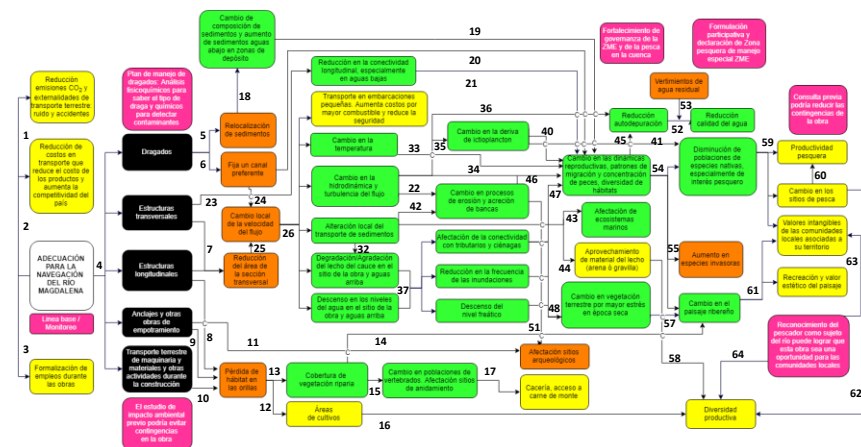 Reducción
emisiones CO2 y
externalidades de
transporte terrestre
ruido y accidentes
1
Reducción de
costos en
transporte que
reduce el costo de
los productos y
aumenta la
competitividad del
país
2
ADECUACIÓN
PARA LA
NAVEGACIÓN
DEL RÍO
MAGDALENA
4
Línea base /
Monitoreo
3
Formalización de
empleos durante
las obras
Plan de manejo de
dragados: Análisis
fisicoquímicos para
saber el tipo de
draga y químicos
para detectar
contaminantes
Dragados
5
6
Estructuras
transversales
23
7
Estructuras
longitudinales
Anclajes y otras
obras de
empotramiento
8
9
11
Transporte terrestre
de maquinaria y
materiales y otras
actividades durante
la construcción
10
El estudio de
impacto ambiental
previo podría evitar
contingencias
en la obra
Cambio de
composición de
sedimentos y aumento
de sedimentos aguas
abajo en zonas de
depósito
18
19
Relocalización
de sedimentos
Fija un canal
preferente
24
Cambio local
de la velocidad
del flujo
25
26
Reducción
del área de
la sección
transversal
Pérdida de
hábitat en
las orillas
13
12
Reducción en la conectividad
longitudinal, especialmente
en aguas bajas
20
21
Transporte en embarcaciones
pequeñas. Aumenta costos por
mayor combustible y reduce la
seguridad
Cambio en la
temperatura
33
Cambio en la
hidrodinámica y
turbulencia del flujo
34
22
Alteración local
del transporte de
sedimentos
42
32
Degradación/Agradación
del lecho del cauce en el
sitio de la obra y aguas
arriba
37
Descenso en los niveles
del agua en el sitio de la
obra y aguas arriba
14
Cobertura de
vegetación riparia
15
Cambio en poblaciones de
vertebrados. Afectación sitios
de anidamiento
17
Cacería, acceso a
carne de monte
Áreas
de cultivos
16
36
35
Cambio en la deriva
de ictioplancton
40
46
Cambio en procesos
de erosión y acreción
de bancas
Afectación de la conectividad
con tributarios y ciénagas
Reducción en la frecuencia
de las inundaciones
Descenso del
nivel freático
47
43
44
48
51
Afectación sitios
arqueológicos
Fortalecimiento de
governanza de la
ZME y de la pesca
en la cuenca
Formulación
participativa y
declaración de Zona
pesquera de manejo
especial ZME
Vertimientos de
agua residual
53
Reducción
autodepuración
52
Reducción
calidad del agua
45
41
Cambio en las dinámicas
reproductivas, patrones de
migración y concentración
de peces, diversidad de
hábitats
54
Disminución de
poblaciones de
especies nativas,
especialmente de
interés pesquero
Afectación de
ecosistemas
marinos
Aprovechamiento de
material del lecho
(arena ó gravilla)
55
Aumento en
especies invasoras
Cambio en vegetación
terrestre por mayor estrés en
época seca
57
Cambio en el
paisaje ribereño
61
58
Consulta previa
podría reducir las
contingencias de
la obra
59
Productividad
pesquera
60
Cambio en los
sitios de pesca
Valores intangibles
de las comunidades
locales asociadas a
su territorio
63
Recreación y valor
estético del paisaje
Reconocimiento del
pescador como sujeto
del río puede lograr que
esta obra sea una
oportunidad para las
comunidades locales
64
62
Diversidad
productiva